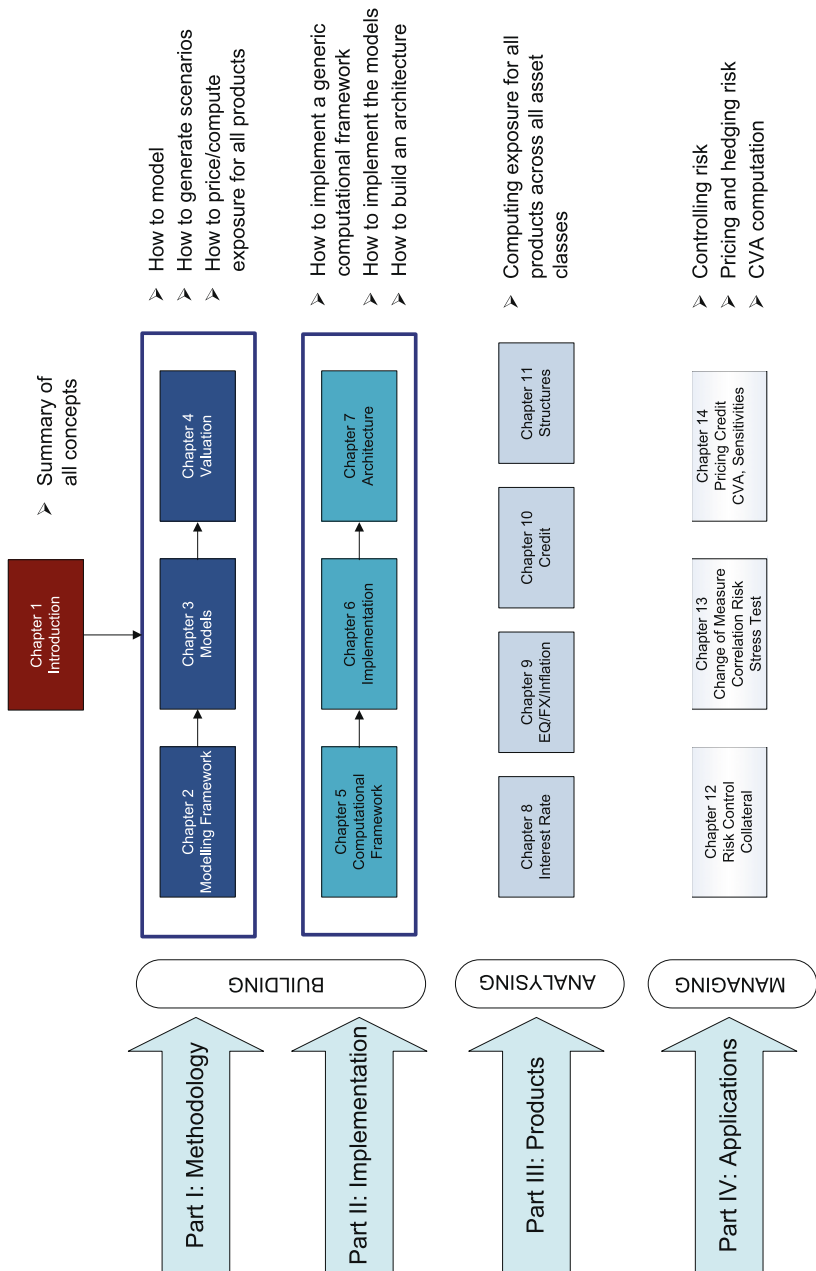 Chapter 1
Introduction
➢ Summary of
all concepts
Part I: Methodology
BUILDING
Chapter 2
Modelling Framework
Chapter 3
Models
Chapter 4
Valuation
➢ How to model
➢ How to generate scenarios
➢ How to price/compute
exposure for all products
Part II: Implementation
Chapter 5
Computational
Framework
Chapter 6
Implementation
Chapter 7
Architecture
➢ How to implement a generic
computational framework
➢ How to implement the models
➢ How to build an architecture
Part III: Products
ANALYSING
Chapter 8
Interest Rate
Chapter 9
EQ/FX/Inflation
Chapter 10
Credit
Chapter 11
Structures
➢ Computing exposure for all
products across all asset
classes
Part IV: Applications
MANAGING
Chapter 12
Risk Control
Collateral
Chapter 13
Change of Measure
Correlation Risk
Stress Test
Chapter 14
Pricing Credit
CVA, Sensitivities
➢ Controlling risk
➢ Pricing and hedging risk
➢ CVA computation